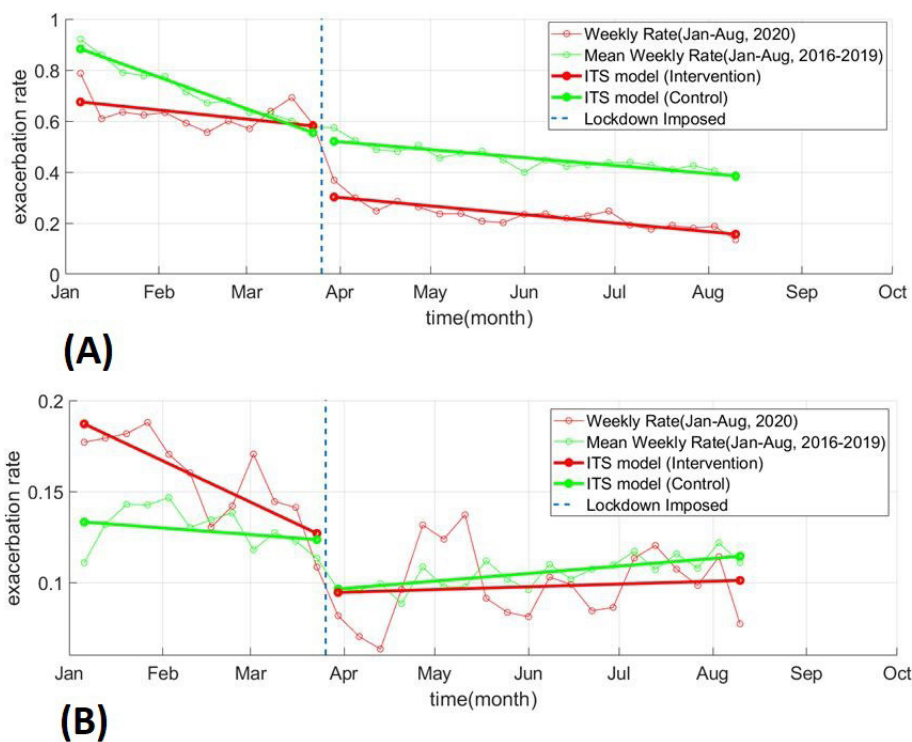 1
0.8
0.6
0.4
0.2
0
exacerbation rate
Weekly Rate(Jan-Aug, 2020)
Mean Weekly Rate(Jan-Aug, 2016-2019)
ITS model (Intervention)
ITS model (Control)
Lockdown Imposed
Jan Feb Mar Apr May Jun Jul Aug Sep Oct
time(month)
(A)
0.2
0.15
0.1
exacerbation rate
Weekly Rate(Jan-Aug, 2020)
Mean Weekly Rate(Jan-Aug, 2016-2019)
ITS model (Intervention)
ITS model (Control)
Lockdown Imposed
Jan Feb Mar Apr May Jun Jul Aug Sep Oct
time(month)
(B)